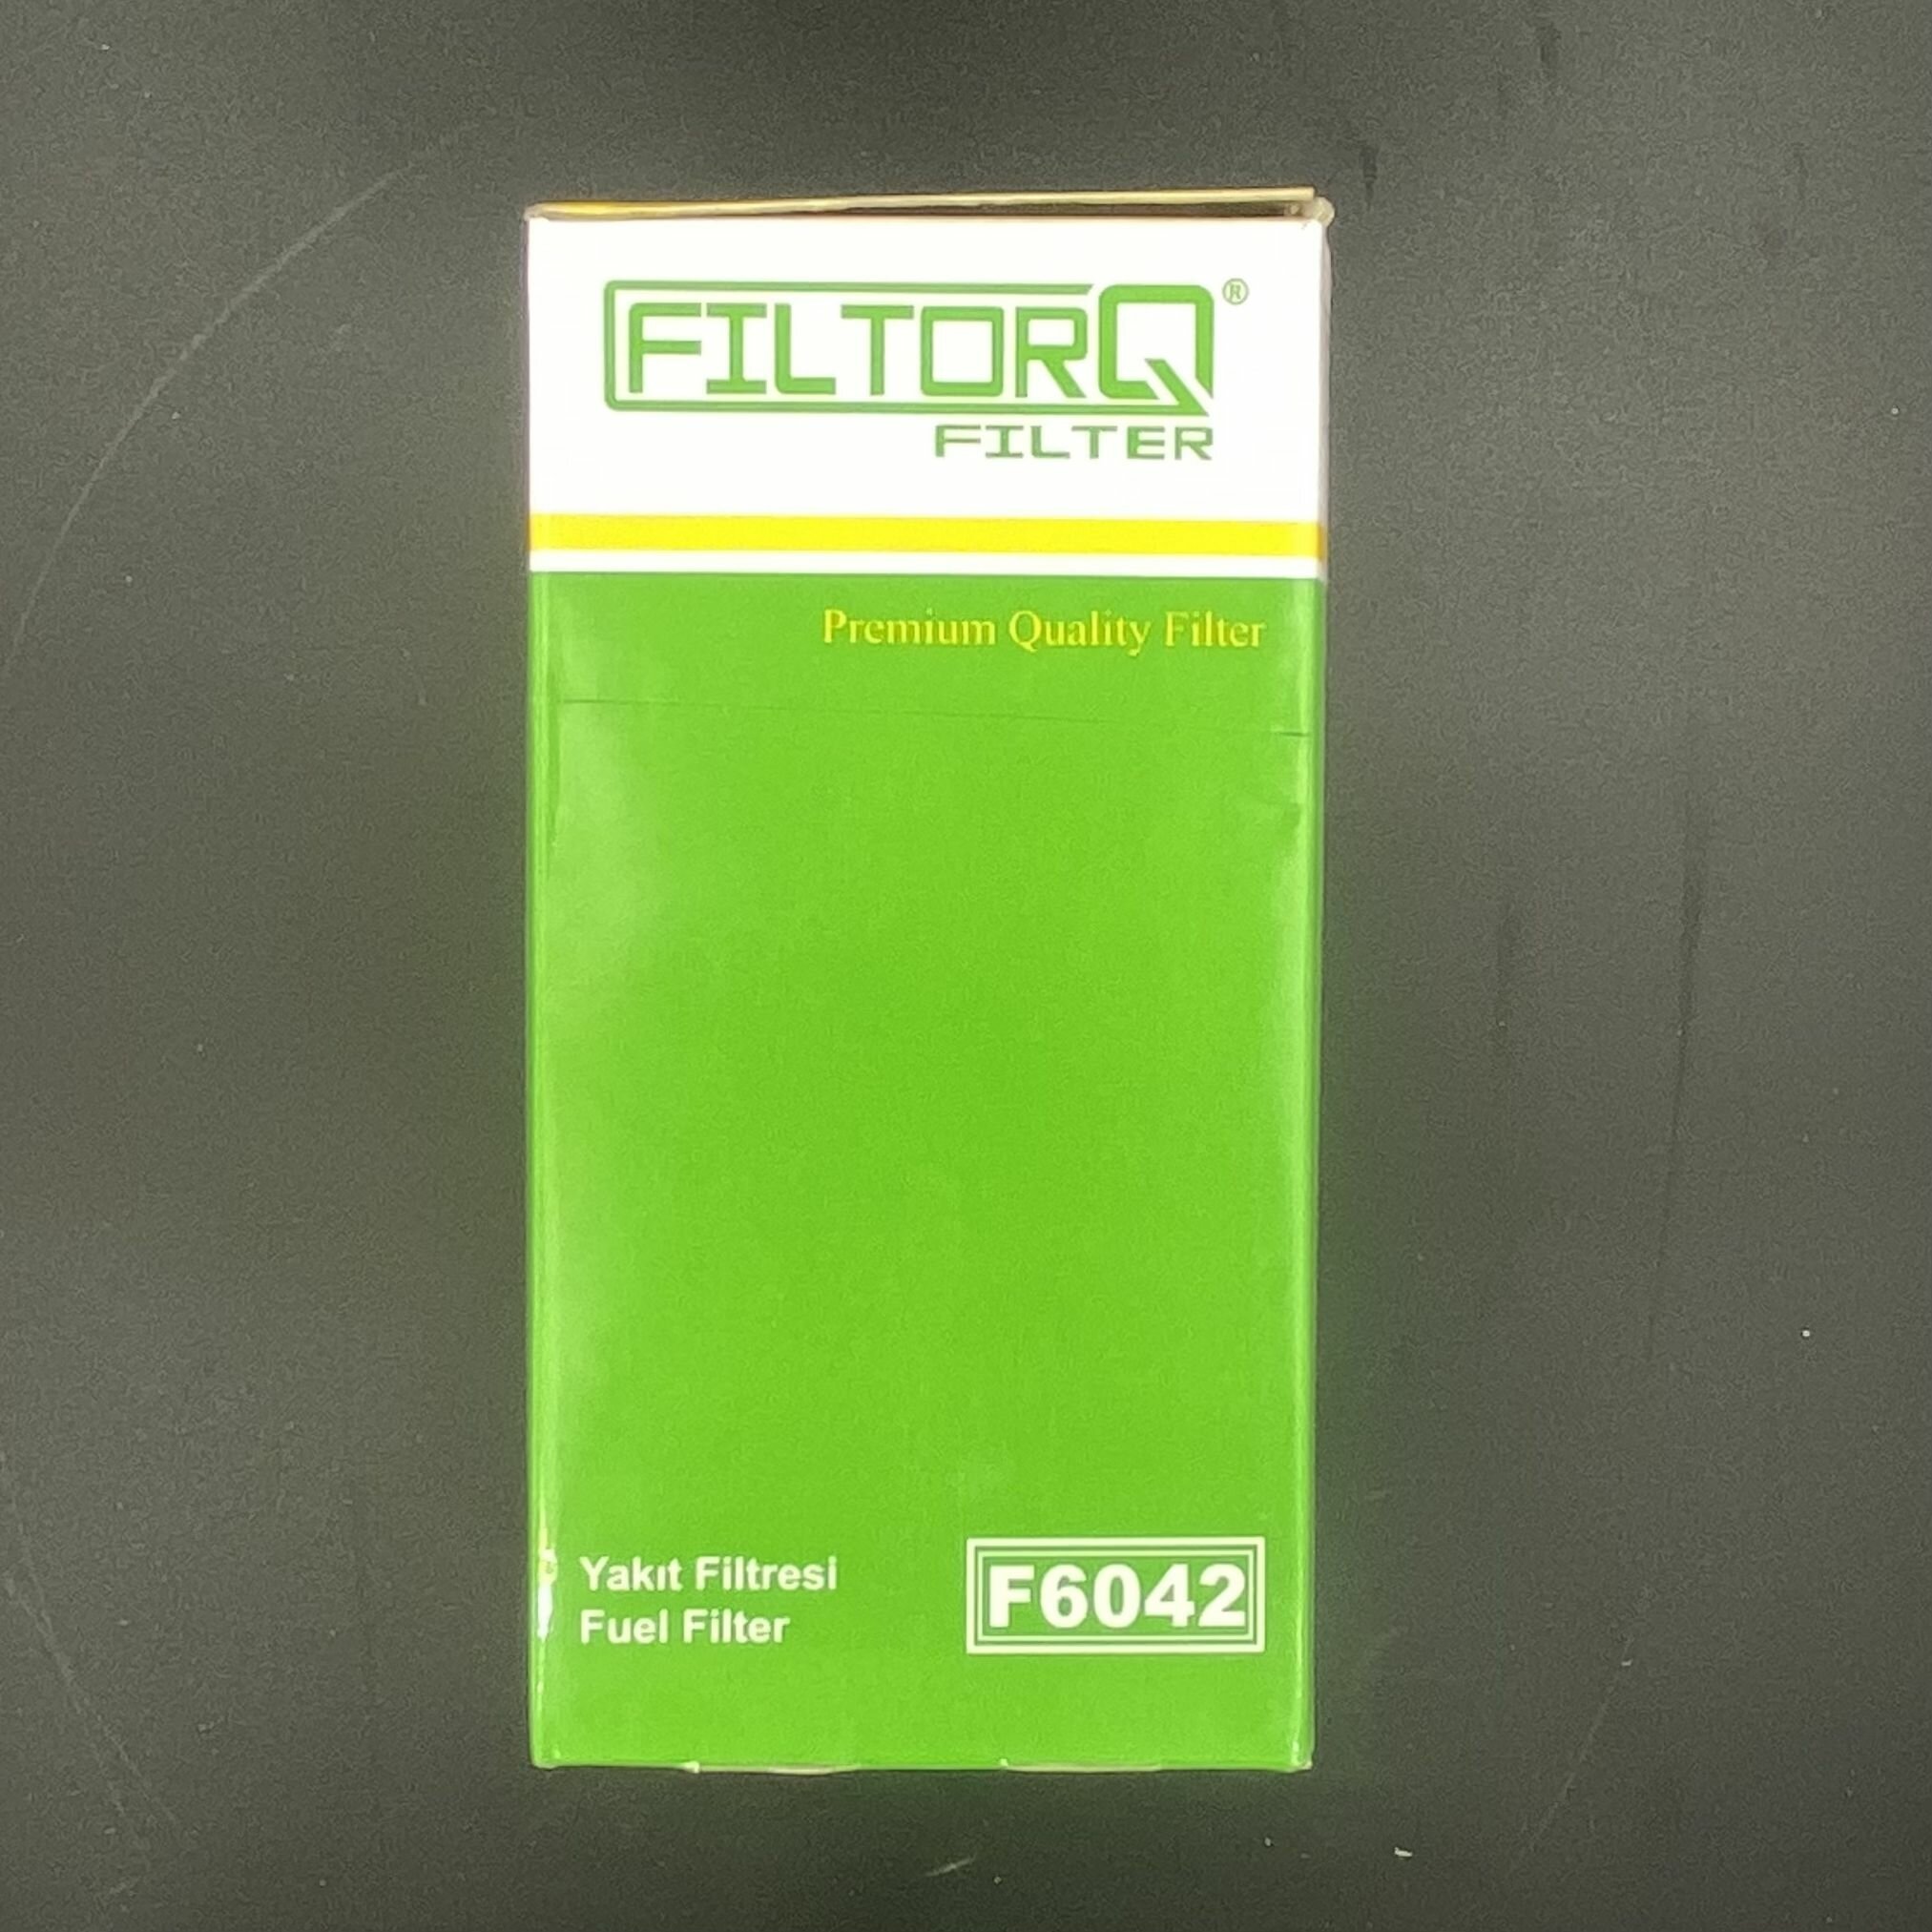 FILTORQ®
FILTER
Premium Quality Filter
Yakıt Filtresi
Fuel Filter
F6042